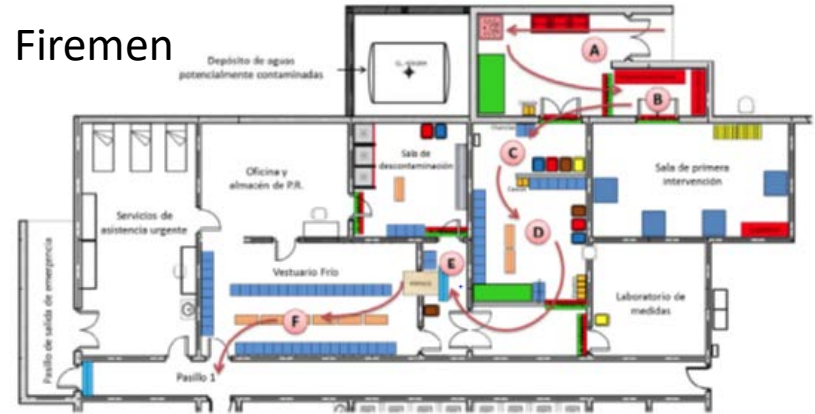 Firemen
Depósito de aguas
potencialmente contaminadas
A
B
C
Sala de
descontaminación
Oficina y
almacén de P.R.
Sala de primera
intervención
Servicios de
asistencia urgente
D
E
Vestuario Frío
F
Laboratorio de
medidas
Pasillo de salida de emergencia
Pasillo 1